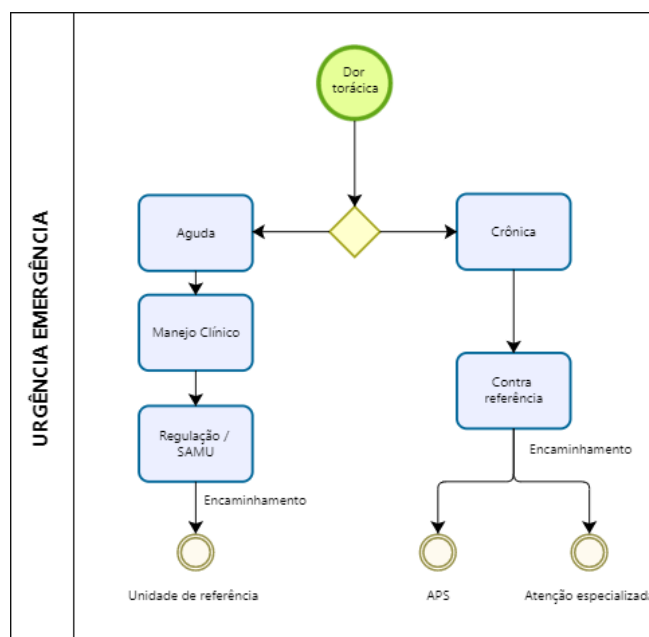 URGÊNCIA EMERGÊNCIA
Dor
torácica
Aguda
Crônica
Manejo Clínico
Contra
referência
Regulação /
SAMU
Encaminhamento
Encaminhamento
Unidade de referência
APS
Atenção especializada